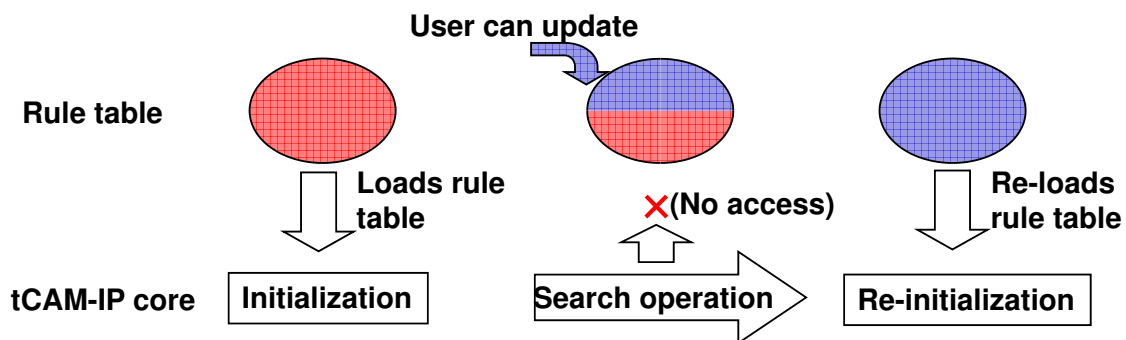 User can update
Rule table
Loads rule
table
(No access)
Re-loads
rule table
tCAM-IP core
Initialization
Search operation
Re-initialization